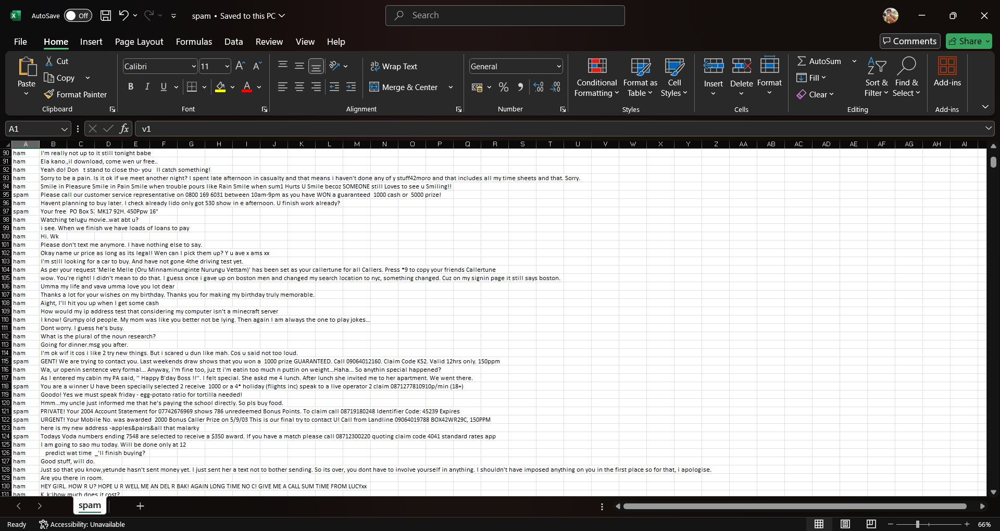 AutoSave Off spam • Saved to this PC Search
File Home Insert Page Layout Formulas Data Review View Help Comments Share
Paste Cut Copy Format Painter Clipboard
Calibri 11 B I U A Font
Wrap Text Merge & Center Alignment
General % Number
Conditional Formatting Format as Table Cell Styles Styles
Insert Delete Format Cells
AutoSum Fill Clear Sort & Filter Find & Select Editing
Add-ins Add-ins
A1 fx v1
A B C D E F G H I J K L M N O P Q R S T U V W X Y Z AA AB AC AD AE AF AG AH AI
90 ham I'm really not up to it still tonight babe
91 ham Ela kano.,il download, come wen ur free..
92 ham Yeah do! Don t stand to close tho- you ll catch something!
93 ham Sorry to be a pain. Is it ok if we meet another night? I spent late afternoon in casualty and that means i haven't done any of y stuff42moro and that includes all my time sheets and that. Sorry.
94 ham Smile in Pleasure Smile in Pain Smile when trouble pours like Rain Smile when sum1 Hurts U Smile becoz SOMEONE still Loves to see u Smiling!!
95 spam Please call our customer service representative on 0800 169 6031 between 10am-9pm as you have WON a guaranteed 1000 cash or 5000 prize!
96 ham Havent planning to buy later. I check already lido only got 530 show in e afternoon. U finish work already?
97 spam Your free PO Box 5 MK17 92H. 450Ppw 16"
98 ham Watching telugu movie..wat abt u?
99 ham i see. When we finish we have loads of loans to pay
100 ham Hi. Wk
101 ham Please don't text me anymore. I have nothing else to say.
102 ham Okay name ur price as long as its legal! Wen can I pick them up? Y u ave x ams xx
103 ham I'm still looking for a car to buy. And have not gone 4the driving test yet.
104 ham As per your request 'Melle Melle (Oru Minnaminunginte Nurungu Vettam)' has been set as your callertune for all Callers. Press *9 to copy your friends Callertune
105 ham wow. You're right! I didn't mean to do that. I guess once i gave up on boston men and changed my search location to nyc, something changed. Cuz on my signin page it still says boston.
106 ham Umma my life and vava umma love you lot dear
107 ham Thanks a lot for your wishes on my birthday. Thanks you for making my birthday truly memorable.
108 ham Aight, I'll hit you up when I get some cash
109 ham How would my ip address test that considering my computer isn't a minecraft server
110 ham I know! Grumpy old people. My mom was like you better not be lying. Then again I am always the one to play jokes...
111 ham Dont worry. I guess he's busy.
112 ham What is the plural of the noun research?
113 ham Going for dinner.msg you after.
114 ham I'm ok wif it cos i like 2 try new things. But i scared u dun like mah. Cos u said not too loud.
115 spam GENT! We are trying to contact you. Last weekends draw shows that you won a 1000 prize GUARANTEED. Call 09064012160. Claim Code K52. Valid 12hrs only. 150ppm
116 ham Wa, ur openin sentence very formal... Anyway, i'm fine too, juz tt i'm eatin too much n puttin on weight...Haha... So anythin special happened?
117 ham As I entered my cabin my PA said, '' Happy B'day Boss !!''. I felt special. She askd me 4 lunch. After lunch she invited me to her apartment. We went there.
118 spam You are a winner U have been specially selected 2 receive 1000 or a 4* holiday (flights inc) speak to a live operator 2 claim 0871277810910p/min (18+)
119 ham Goodo! Yes we must speak friday - egg-potato ratio for tortilla needed!
120 ham Hmm...my uncle just informed me that he's paying the school directly. So pls buy food.
121 spam PRIVATE! Your 2004 Account Statement for 07742676969 shows 786 unredeemed Bonus Points. To claim call 08719180248 Identifier Code: 45239 Expires
122 spam URGENT! Your Mobile No. was awarded 2000 Bonus Caller Prize on 5/9/03 This is our final try to contact U! Call from Landline 09064019788 BOX42WR29C, 150PPM
123 ham here is my new address -apples&pairs&all that malarky
124 spam Todays Voda numbers ending 7548 are selected to receive a $350 award. If you have a match please call 08712300220 quoting claim code 4041 standard rates app
125 ham I am going to sao mu today. Will be done only at 12
126 ham predict wat time _'ll finish buying?
127 ham Good stuff, will do.
128 ham Just so that you know,yetunde hasn't sent money yet. I just sent her a text not to bother sending. So its over, you dont have to involve yourself in anything. I shouldn't have imposed anything on you in the first place so for that, i apologise.
129 ham Are you there in room.
130 ham HEY GIRL. HOW R U? HOPE U R WELL ME AN DEL R BAK! AGAIN LONG TIME NO C! GIVE ME A CALL SUM TIME FROM LUCYxx
131 ham K..k:)how much does it cost?
spam
Ready Accessibility: Unavailable 66%